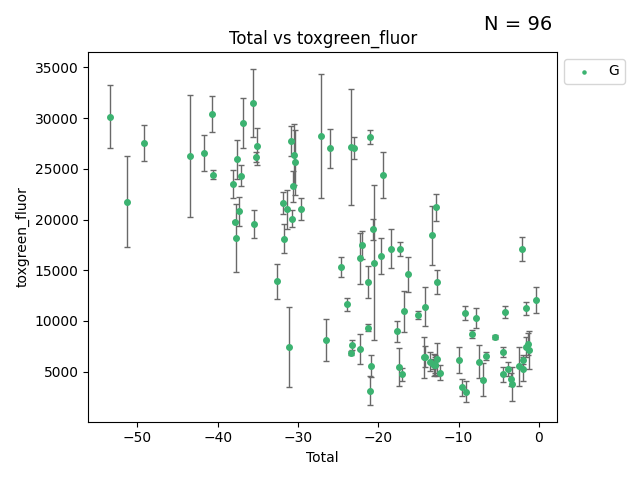 N = 96
Total vs toxgreen_fluor
G
toxgreen_fluor
35000
30000
25000
20000
15000
10000
5000
−50 −40 −30 −20 −10 0
Total